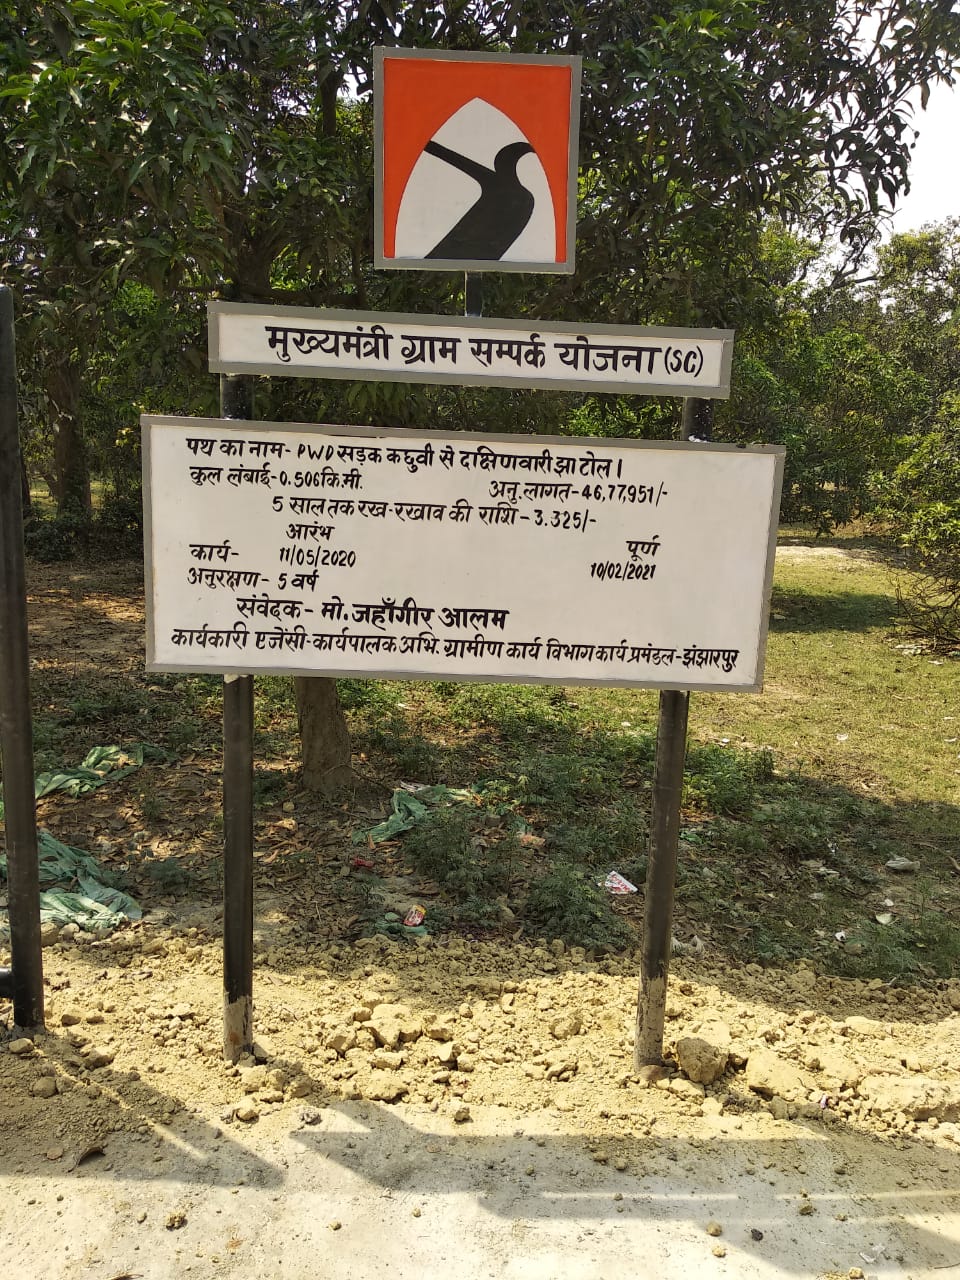 मुख्यमंत्री ग्राम सम्पर्क योजना (SC)
पथ का नाम- PWD सड़क कछुवी से दक्षिणवारी झा टोल।
कुल लंबाई-0.506कि.मी. अनु.लागत-46,77,951/-
5 साल तक रख-रखाव की राशि-3.325/-
आरंभ पूर्ण
कार्य- 11/05/2020 10/02/2021
अनुरक्षण- 5 वर्ष
संवेदक- मो. जहाँगीर आलम
कार्यकारी एजेंसी-कार्यपालक अभि. ग्रामीण कार्य विभाग कार्य प्रमंडल-झंझारपुर